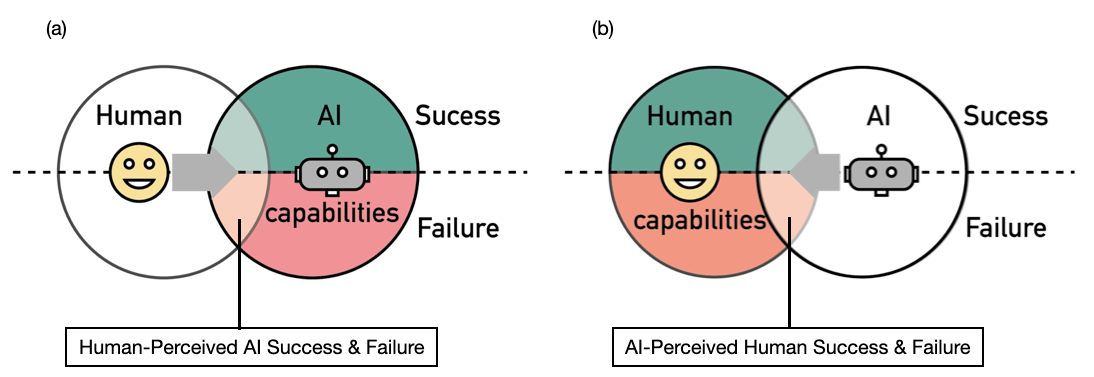 (a)
Human
AI
Sucess
capabilities
Failure
Human-Perceived AI Success & Failure
(b)
Human
AI
Sucess
capabilities
Failure
AI-Perceived Human Success & Failure